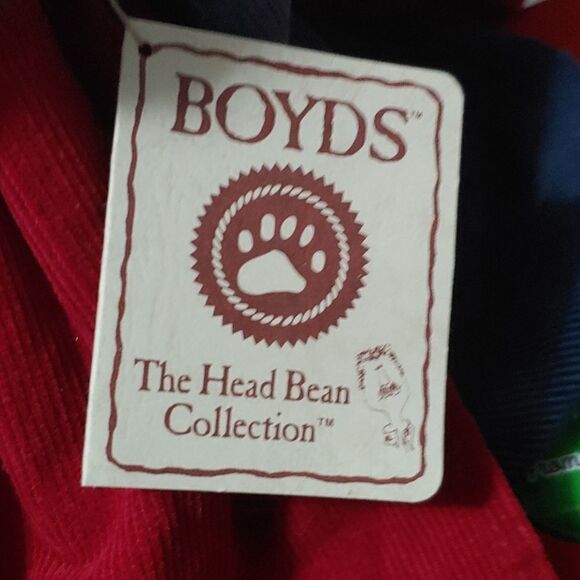 BOYDS™
The Head Bean
Collection™